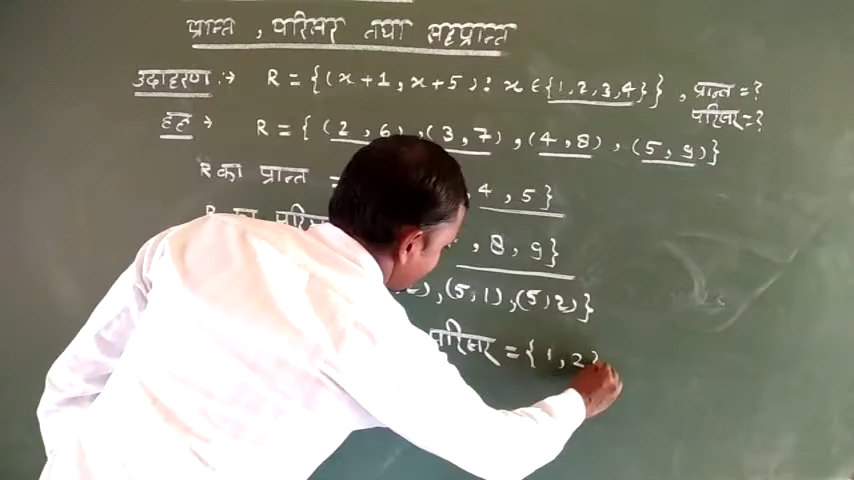 प्रान्त , परिसर तथा सहप्रान्त
उदाहरण :→ R = {(x+1, x+5) : x ∈ {1,2,3,4}} , प्रान्त = ?
परिसर = ?
हल → R = { (2, 6), (3, 7), (4, 8), (5, 9)}
R का प्रान्त = , 4, 5}
R का परिसर , 8, 9}
), (5, 1), (5, 2)}
परिसर = {1, 2}